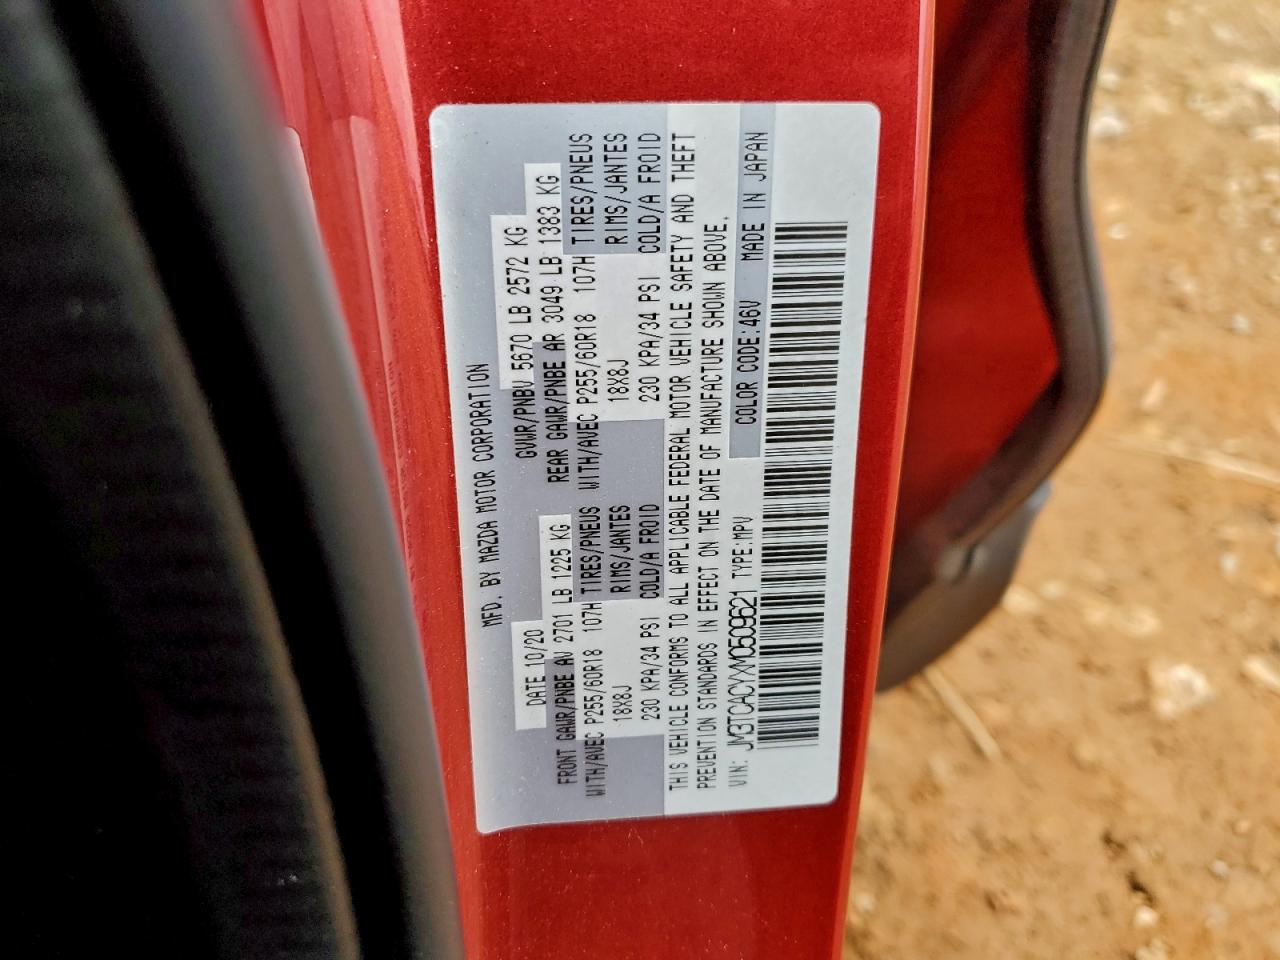 MFD. BY MAZDA MOTOR CORPORATION
DATE 10/20 GVWR/PNBV 5670 LB 2572 KG
FRONT GAWR/PNBE AV 2701 LB 1225 KG REAR GAWR/PNBE AR 3049 LB 1383 KG
WITH/AVEC P255/60R18 107H TIRES/PNEUS WITH/AVEC P255/60R18 107H TIRES/PNEUS
18X8J RIMS/JANTES 18X8J RIMS/JANTES
230 KPA/34 PSI COLD/A FROID 230 KPA/34 PSI COLD/A FROID
THIS VEHICLE CONFORMS TO ALL APPLICABLE FEDERAL MOTOR VEHICLE SAFETY AND THEFT
PREVENTION STANDARDS IN EFFECT ON THE DATE OF MANUFACTURE SHOWN ABOVE.
VIN: JM3TCACYXM0509621 TYPE:MPV COLOR CODE:46V MADE IN JAPAN